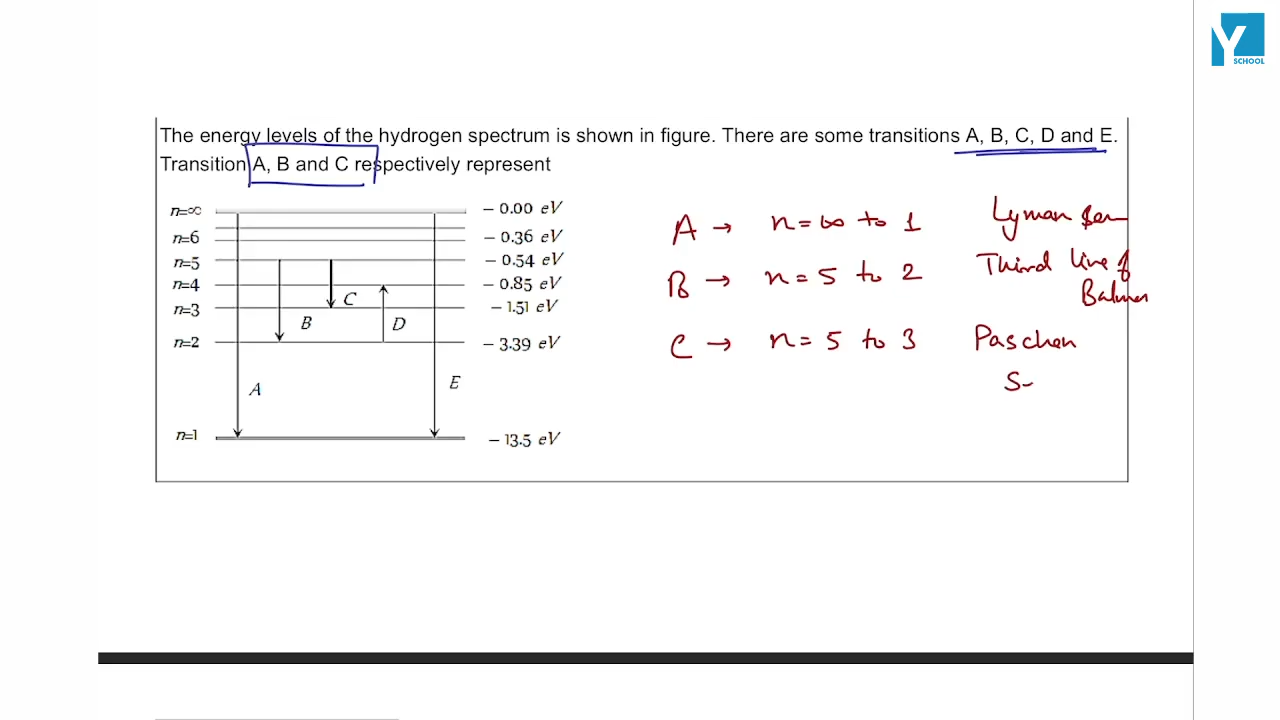 Y
SCHOOL
The energy levels of the hydrogen spectrum is shown in figure. There are some transitions A, B, C, D and E.
Transition A, B and C respectively represent
n=∞ – 0.00 eV
n=6 – 0.36 eV
n=5 – 0.54 eV
n=4 – 0.85 eV
n=3 – 1.51 eV
n=2 – 3.39 eV
n=1 – 13.5 eV
A
B
C
D
E
A → n = ∞ to 1 Lyman
B → n = 5 to 2 Third line of
Balmer
C → n = 5 to 3 Paschen
S